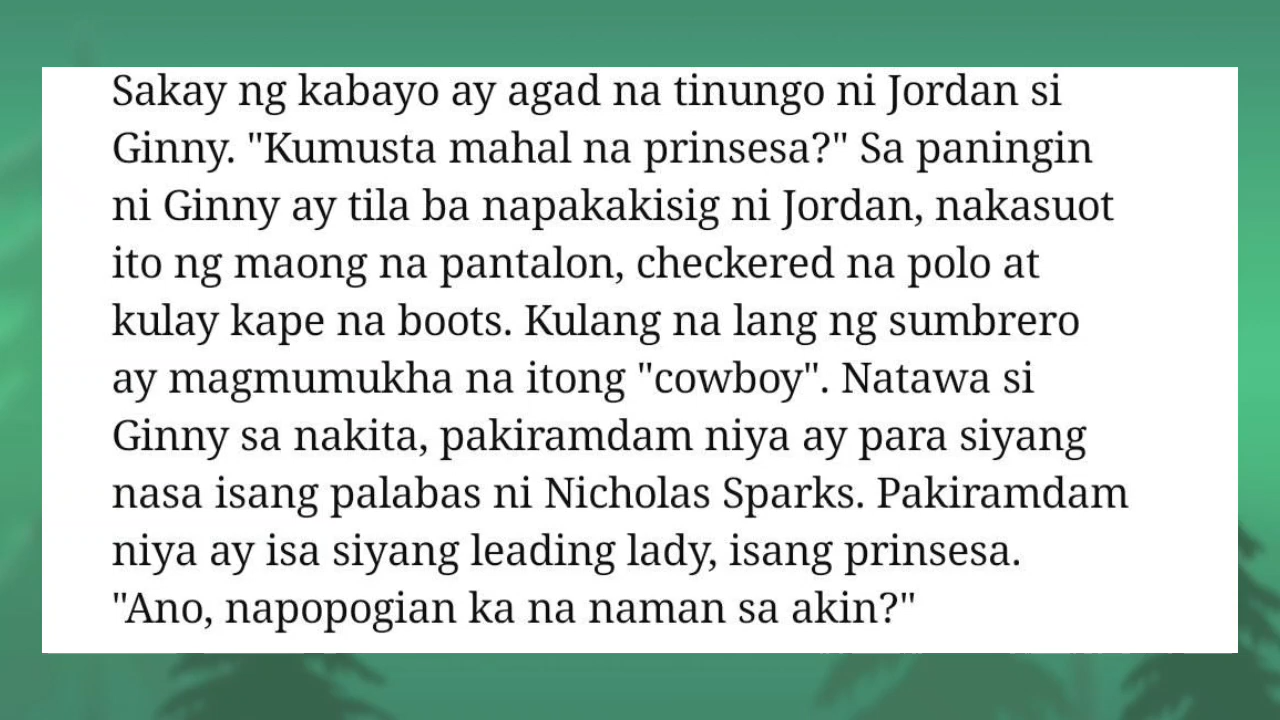 Sakay ng kabayo ay agad na tinungo ni Jordan si
Ginny. "Kumusta mahal na prinsesa?" Sa paningin
ni Ginny ay tila ba napakakisig ni Jordan, nakasuot
ito ng maong na pantalon, checkered na polo at
kulay kape na boots. Kulang na lang ng sumbrero
ay magmumukha na itong "cowboy". Natawa si
Ginny sa nakita, pakiramdam niya ay para siyang
nasa isang palabas ni Nicholas Sparks. Pakiramdam
niya ay isa siyang leading lady, isang prinsesa.
"Ano, napopogian ka na naman sa akin?"